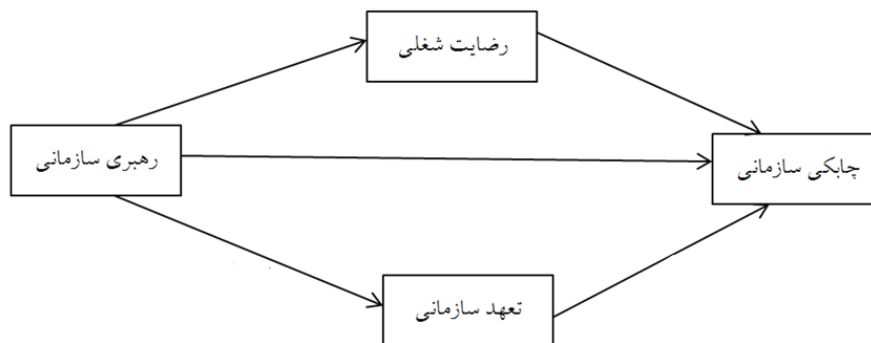 رضایت شغلی
رهبری سازمانی
چابکی سازمانی
تعهد سازمانی